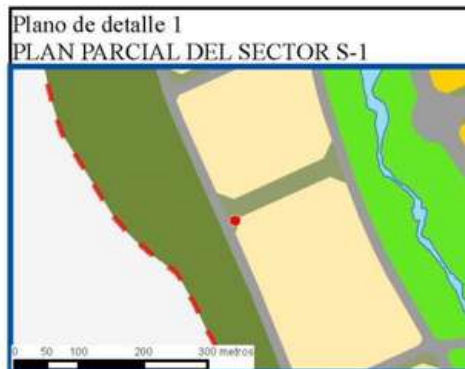 Plano de detalle 1
PLAN PARCIAL DEL SECTOR S-1
0 50 100 200 300 metros